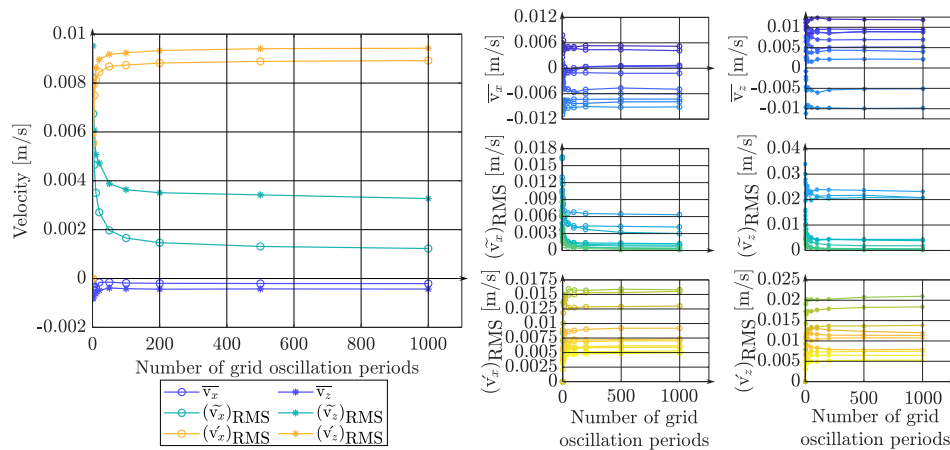 0.01
0.008
0.006
0.004
0.002
0
-0.002
Velocity [m/s]
0 200 400 600 800 1000
Number of grid oscillation periods
v̅ₓ v̅_z
(ṽₓ)RMS (ṽ_z)RMS
(v′ₓ)RMS (v′_z)RMS
0.012
0.006
0
-0.006
-0.012
v̅ₓ [m/s]
0.01
0.005
0
-0.005
-0.01
v̅_z [m/s]
0.018
0.015
0.012
0.009
0.006
0.003
0
(ṽₓ)RMS [m/s]
0.04
0.03
0.02
0.01
0
(ṽ_z)RMS [m/s]
0.0175
0.015
0.0125
0.01
0.0075
0.005
0.0025
0
(v′ₓ)RMS [m/s]
0 500 1000
Number of grid
oscillation periods
0.025
0.02
0.015
0.01
0.005
0
(v′_z)RMS [m/s]
0 500 1000
Number of grid
oscillation periods